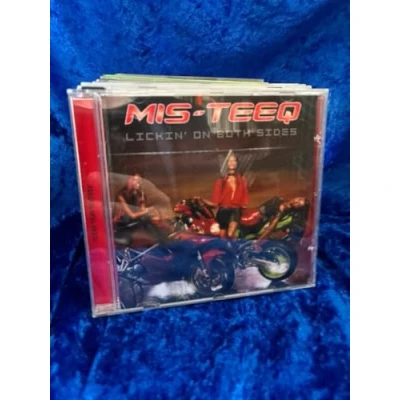 MIS-TEEQ
LICKIN' ON BOTH SIDES